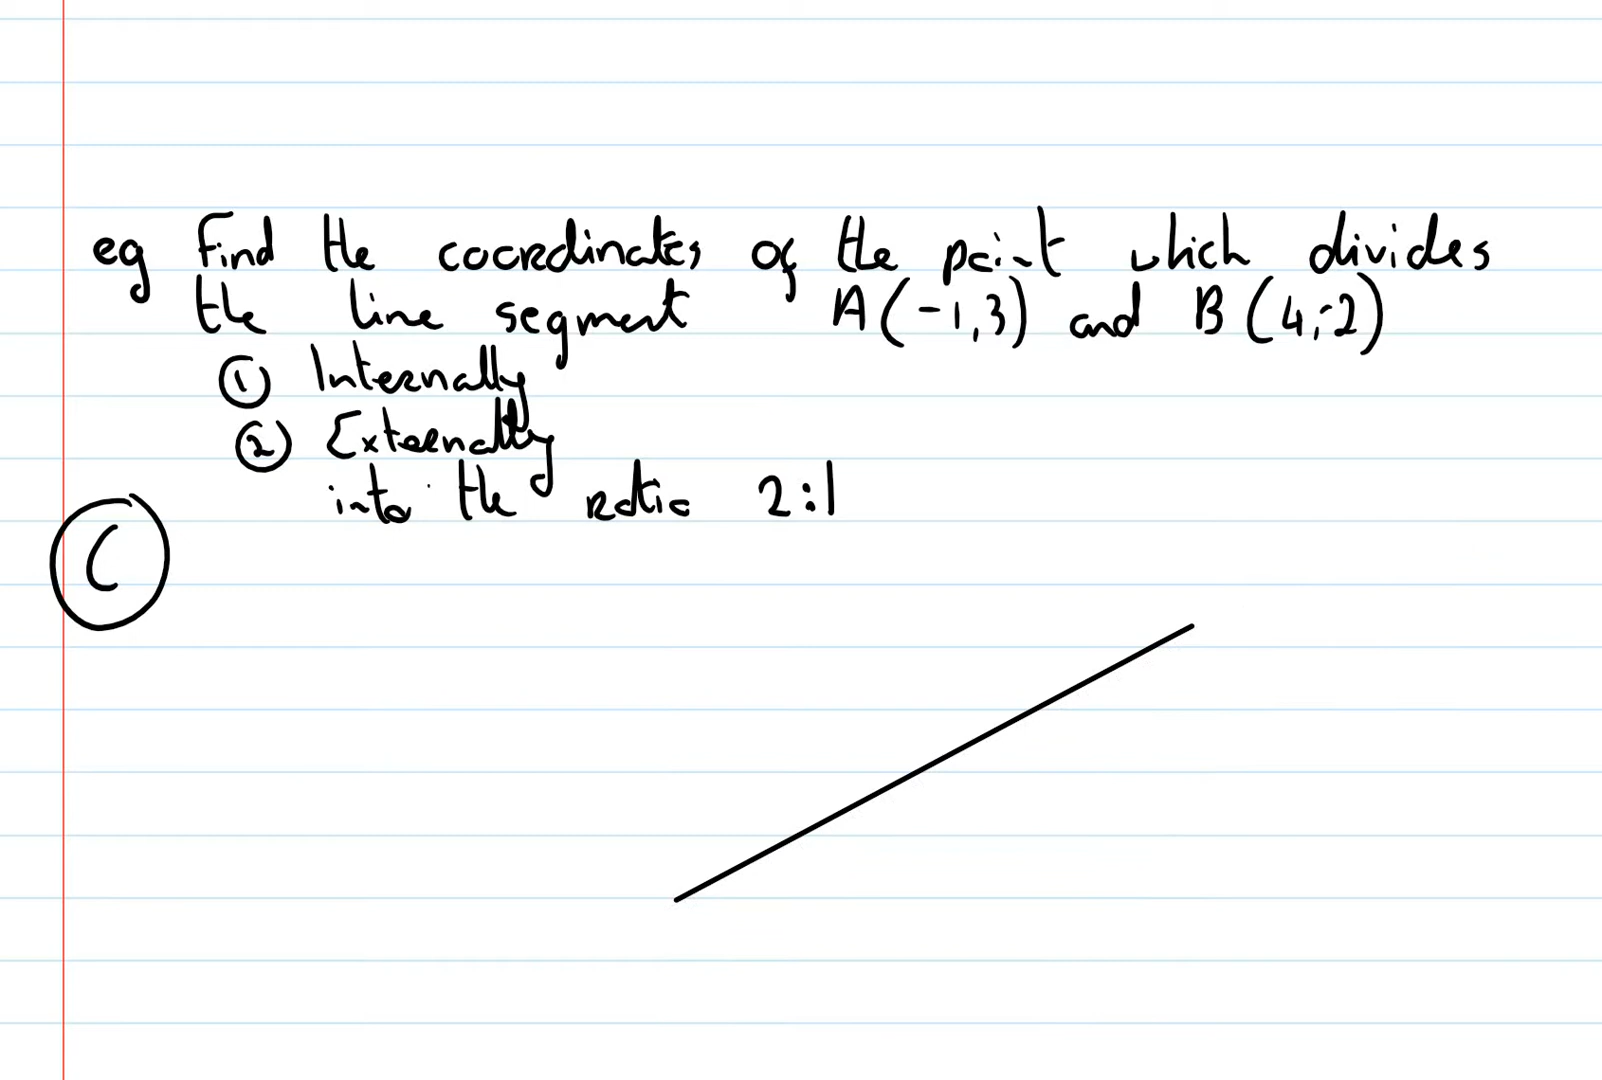 eg Find the coordinates of the point which divides
the line segment A(-1,3) and B(4,-2)
① Internally
② Externally
into the ratio 2:1
C